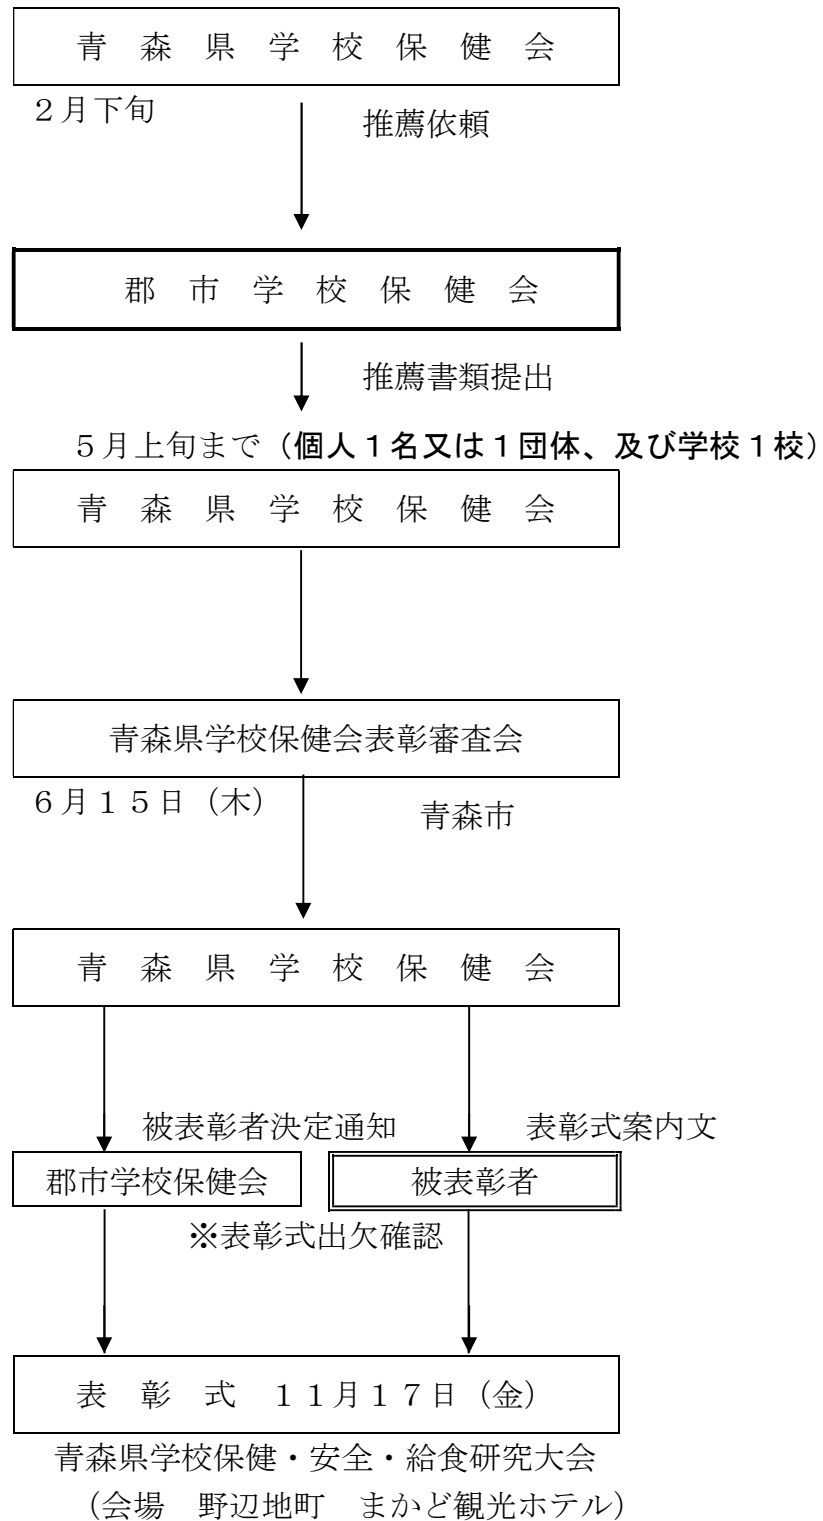 青森県学校保健会
２月下旬
推薦依頼
郡市学校保健会
推薦書類提出
５月上旬まで（個人１名又は１団体、及び学校１校）
青森県学校保健会
青森県学校保健会表彰審査会
６月１５日（木）
青森市
青森県学校保健会
被表彰者決定通知　表彰式案内文
郡市学校保健会　被表彰者
※表彰式出欠確認
表彰式　１１月１７日（金）
青森県学校保健・安全・給食研究大会
（会場　野辺地町　まかど観光ホテル）